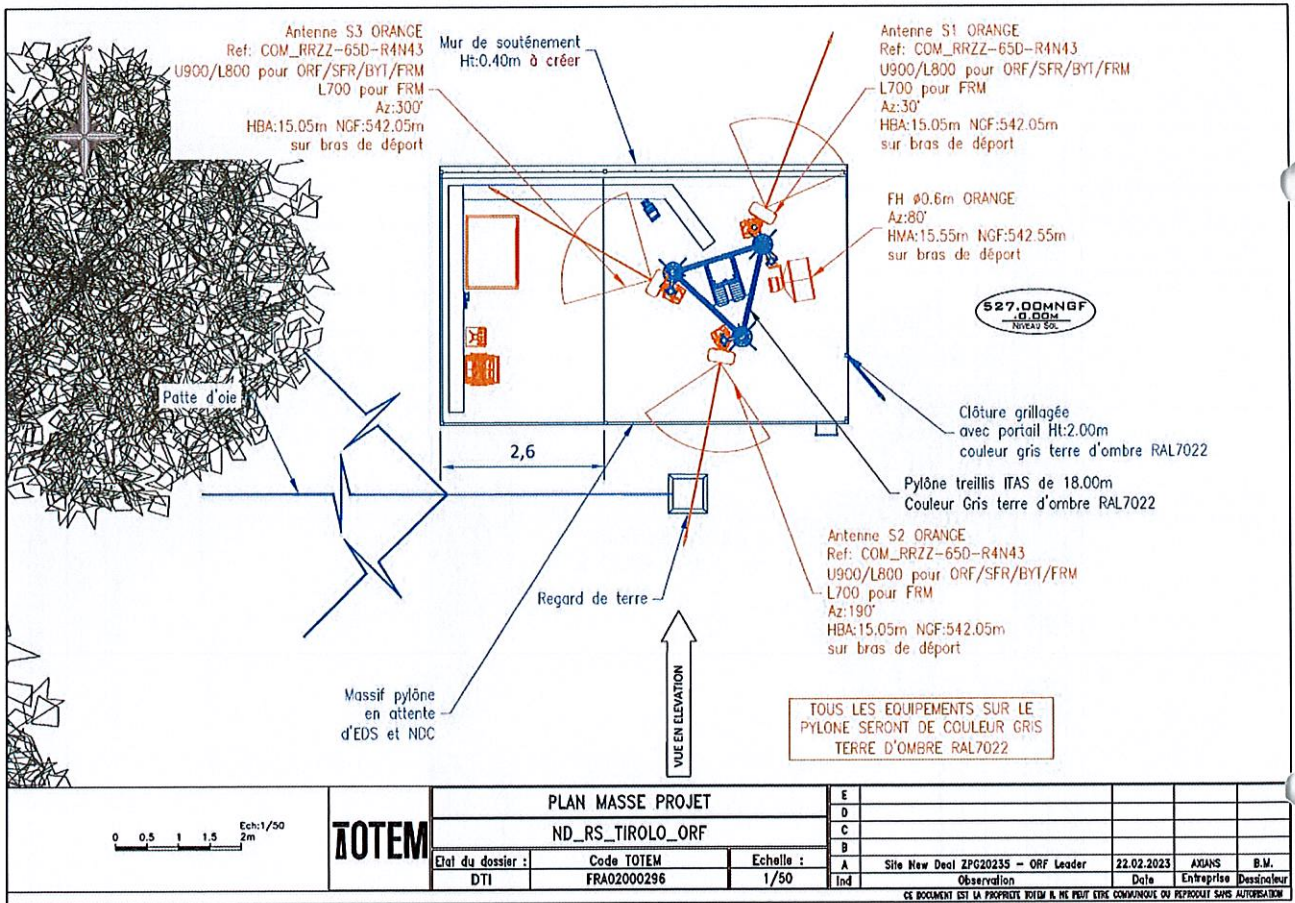 Antenne S3 ORANGE
Ref: COM_RRZZ-65D-R4N43
U900/L800 pour ORF/SFR/BYT/FRM
L700 pour FRM
Az:300°
HBA:15.05m NGF:542.05m
sur bras de déport
Mur de souténement
Ht:0.40m à créer
Antenne S1 ORANGE
Ref: COM_RRZZ-65D-R4N43
U900/L800 pour ORF/SFR/BYT/FRM
L700 pour FRM
Az:30°
HBA:15.05m NGF:542.05m
sur bras de déport
FH ø0.6m ORANGE
Az:80°
HMA:15.55m NGF:542.55m
sur bras de déport
527.00MNGF
±0.00M
NIVEAU SOL
Patte d'oie
2,6
Clôture grillagée
avec portail Ht:2.00m
couleur gris terre d'ombre RAL7022
Pylône treillis ITAS de 18.00m
Couleur Gris terre d'ombre RAL7022
Antenne S2 ORANGE
Ref: COM_RRZZ-65D-R4N43
U900/L800 pour ORF/SFR/BYT/FRM
L700 pour FRM
Az:190°
HBA:15.05m NGF:542.05m
sur bras de déport
Regard de terre
Massif pylône
en attente
d'EDS et NDC
VUE EN ELEVATION
TOUS LES EQUIPEMENTS SUR LE
PYLONE SERONT DE COULEUR GRIS
TERRE D'OMBRE RAL7022
Ech:1/50
0 0.5 1 1.5 2m
TOTEM
PLAN MASSE PROJET
ND_RS_TIROLO_ORF
Etat du dossier : Code TOTEM Echelle :
DTI FRA02000296 1/50
E
D
C
B
A Site New Deal ZPG20235 - ORF Leader 22.02.2023 AXIANS B.M.
Ind Observation Date Entreprise Dessinateur
CE DOCUMENT EST LA PROPRIETE TOTEM IL NE PEUT ETRE COMMUNIQUE OU REPRODUIT SANS AUTORISATION